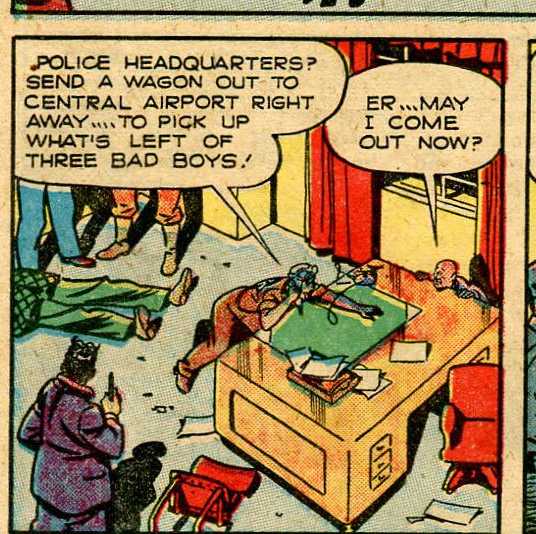 POLICE HEADQUARTERS?
SEND A WAGON OUT TO
CENTRAL AIRPORT RIGHT
AWAY....TO PICK UP
WHAT'S LEFT OF
THREE BAD BOYS!
ER...MAY
I COME
OUT NOW?